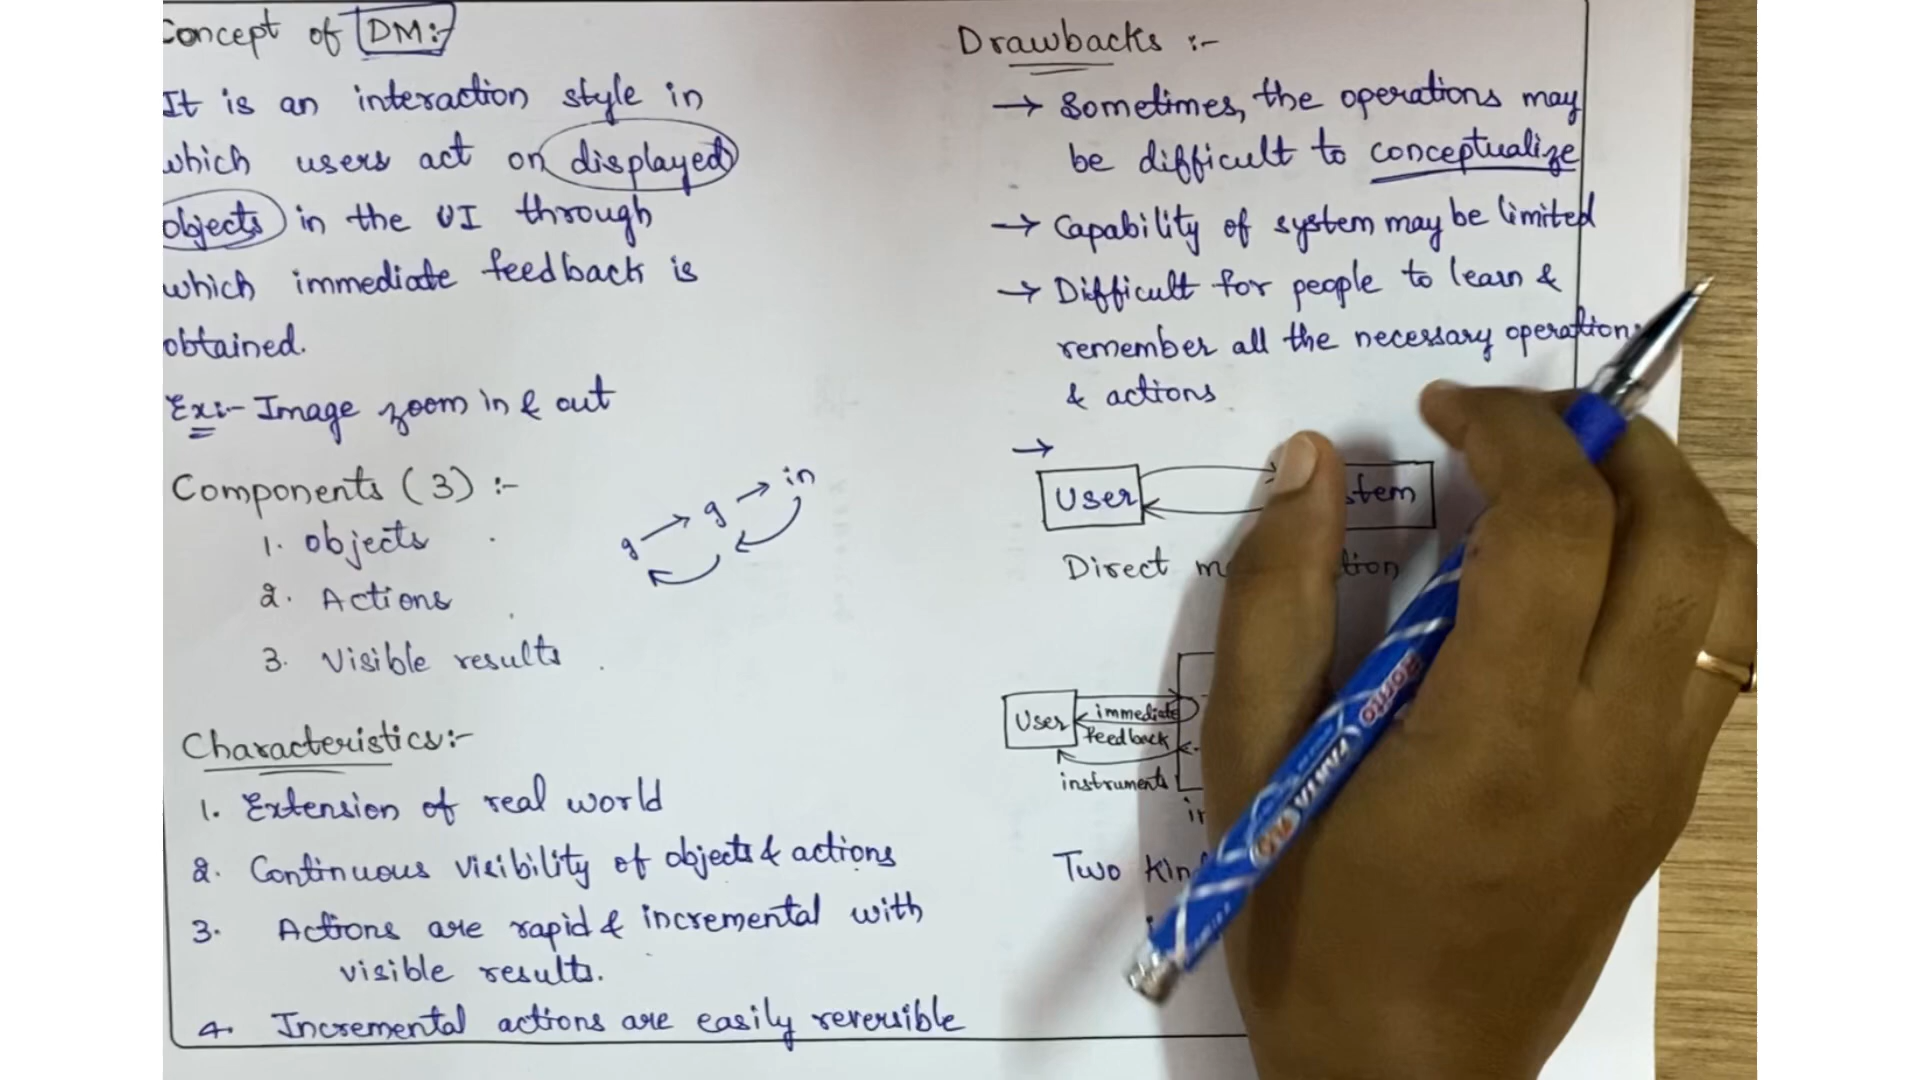 Concept of DM:-
It is an interaction style in
which users act on displayed
objects in the UI through
which immediate feedback is
obtained.
Ex:- Image zoom in & out
Components (3) :-
1. Objects
2. Actions
3. Visible results
g → g → in
Characteristics:-
1. Extension of real world
2. Continuous visibility of objects & actions
3. Actions are rapid & incremental with
visible results.
4. Incremental actions are easily reversible
Drawbacks :-
→ Sometimes, the operations may
be difficult to conceptualize
→ Capability of system may be limited
→ Difficult for people to learn &
remember all the necessary operations
& actions
→
User
Direct
User
immediate
feedback
instruments
Two
Rorito